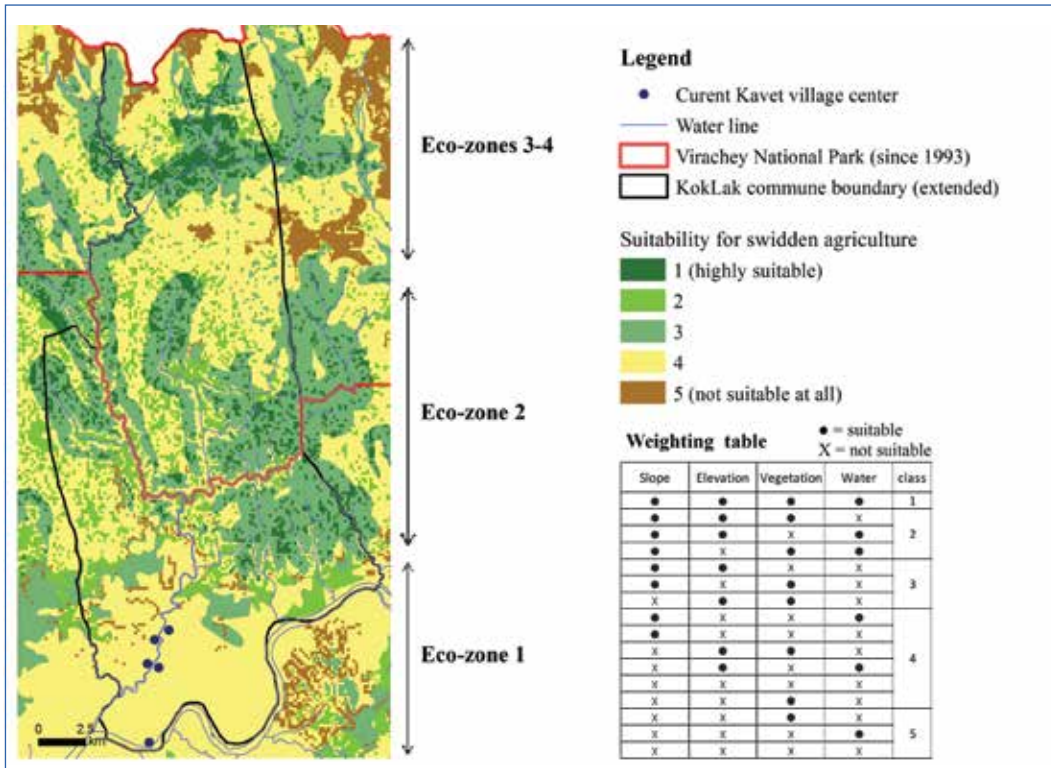 Eco-zones 3-4
Eco-zone 2
Eco-zone 1
0 2.5
km
Legend
Curent Kavet village center
Water line
Virachey National Park (since 1993)
KokLak commune boundary (extended)
Suitability for swidden agriculture
1 (highly suitable)
2
3
4
5 (not suitable at all)
Weighting table
● = suitable
X = not suitable
Slope Elevation Vegetation Water class
● ● ● ● 1
● ● ● X
● ● X ● 2
● X ● ●
● ● X X
● X ● X 3
X ● ● X
● X X ●
● X X X
X ● ● X
X ● X ● 4
X X X X
X X ● X
X X ● X
X X X ● 5
X X X X